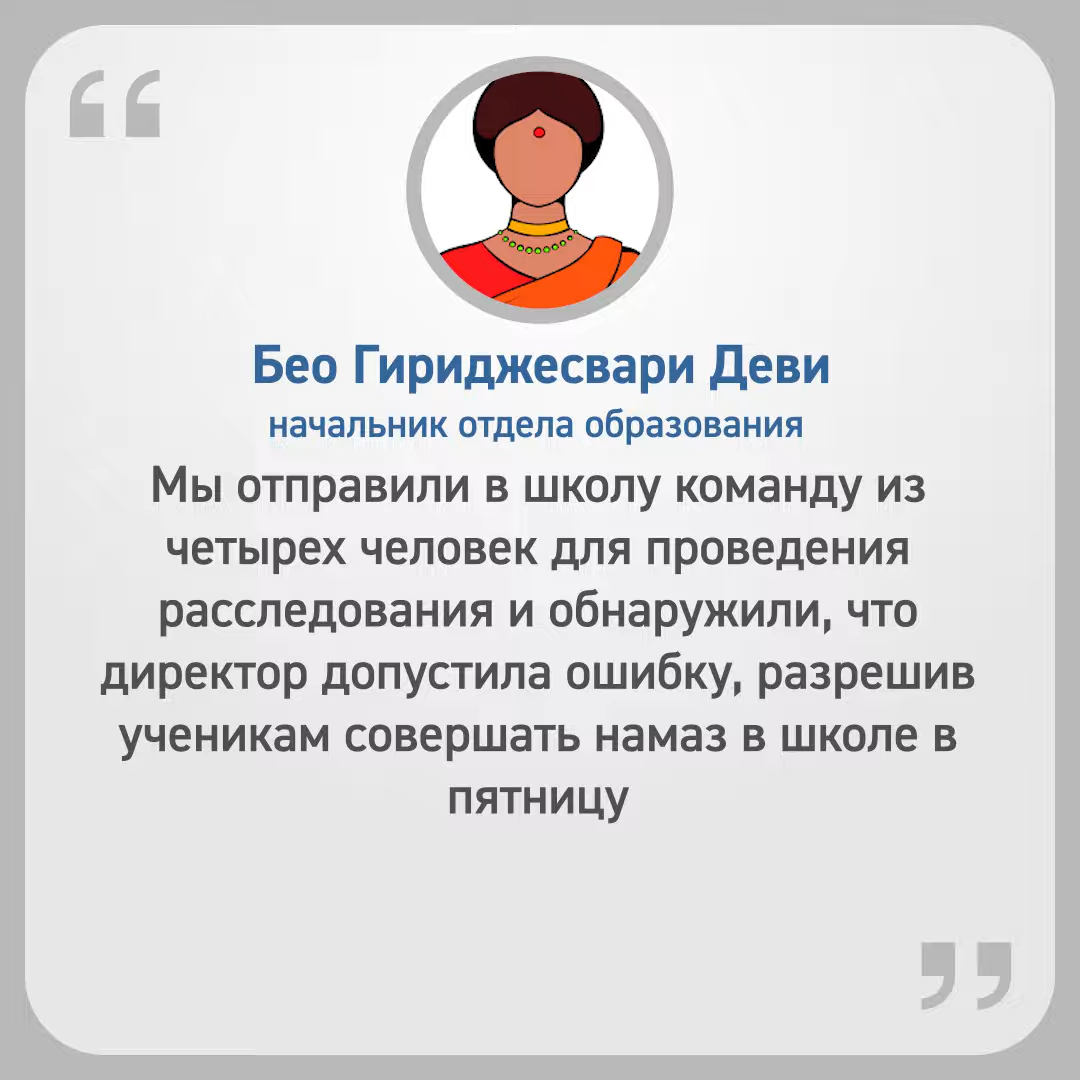 Бео Гириджесвари Деви
начальник отдела образования
Мы отправили в школу команду из
четырех человек для проведения
расследования и обнаружили, что
директор допустила ошибку, разрешив
ученикам совершать намаз в школе в
пятницу